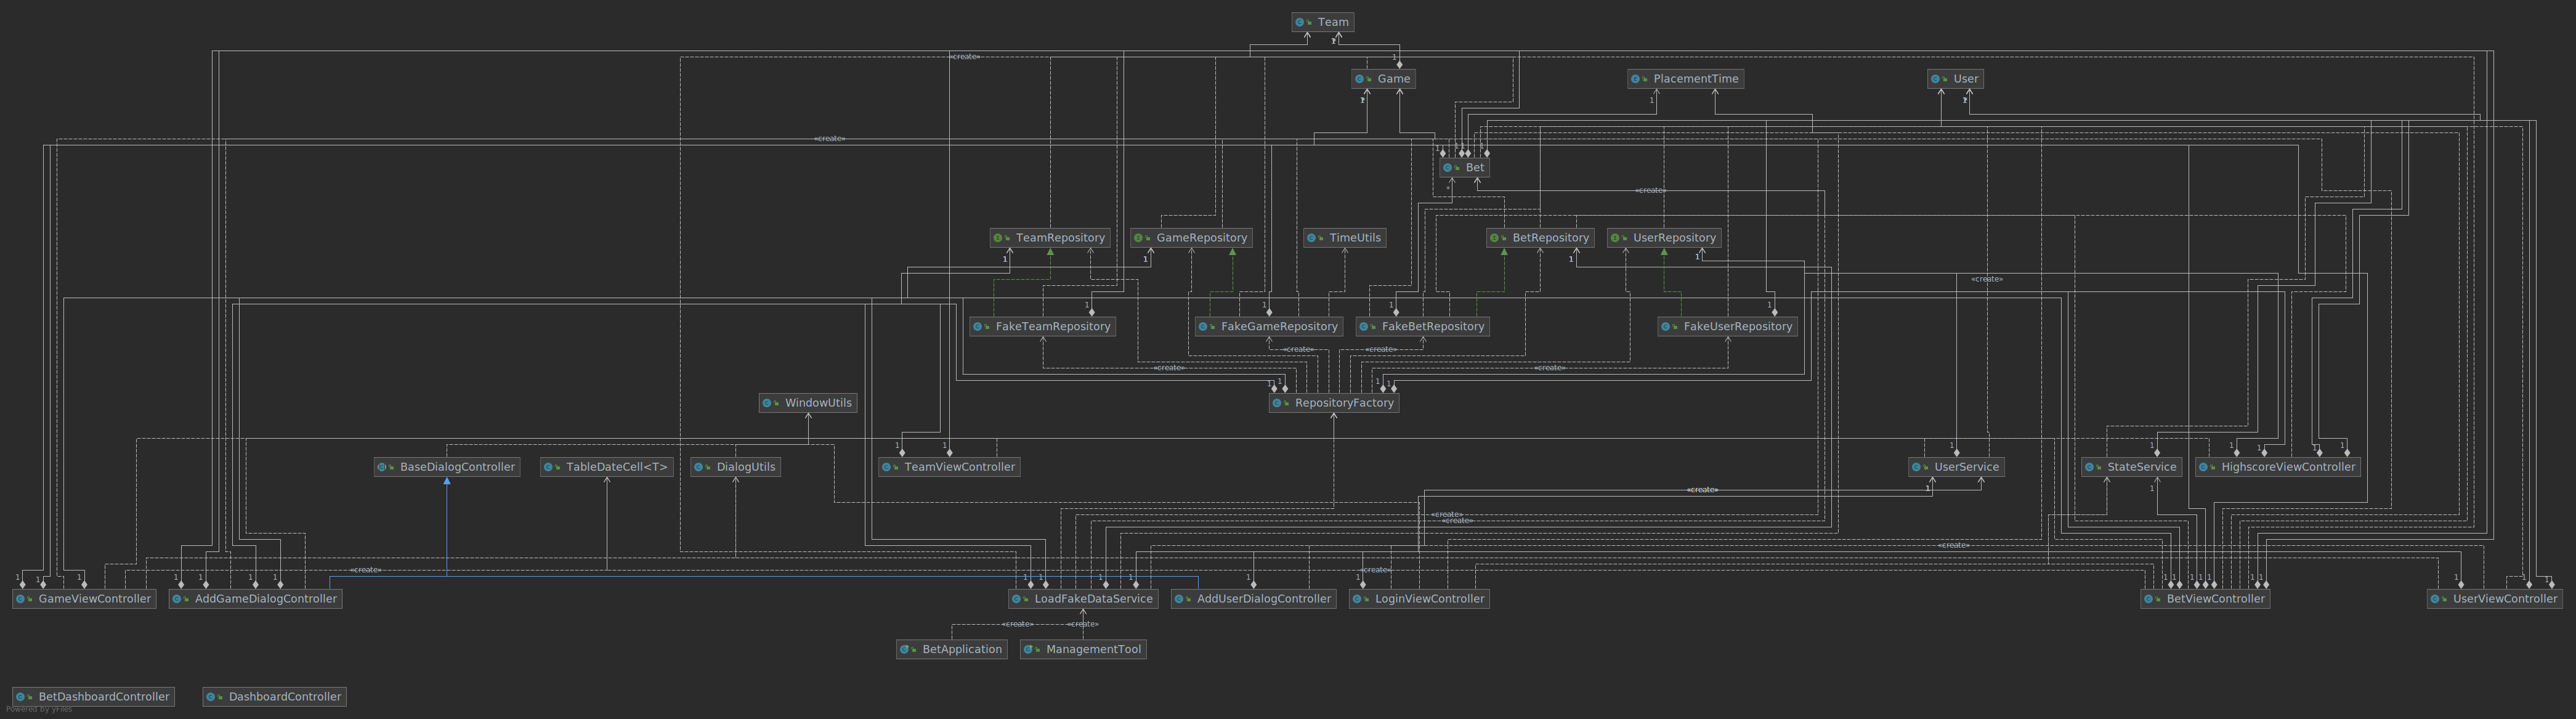 Team
«create»
Game
PlacementTime
User
«create»
Bet
«create»
TeamRepository
GameRepository
TimeUtils
BetRepository
UserRepository
«create»
FakeTeamRepository
FakeGameRepository
FakeBetRepository
FakeUserRepository
«create»
«create»
«create»
«create»
WindowUtils
RepositoryFactory
BaseDialogController
TableDateCell<T>
DialogUtils
TeamViewController
UserService
StateService
HighscoreViewController
«create»
«create»
«create»
«create»
«create»
«create»
GameViewController
AddGameDialogController
LoadFakeDataService
AddUserDialogController
LoginViewController
BetViewController
UserViewController
«create»
«create»
BetApplication
ManagementTool
BetDashboardController
DashboardController
Powered by yFiles